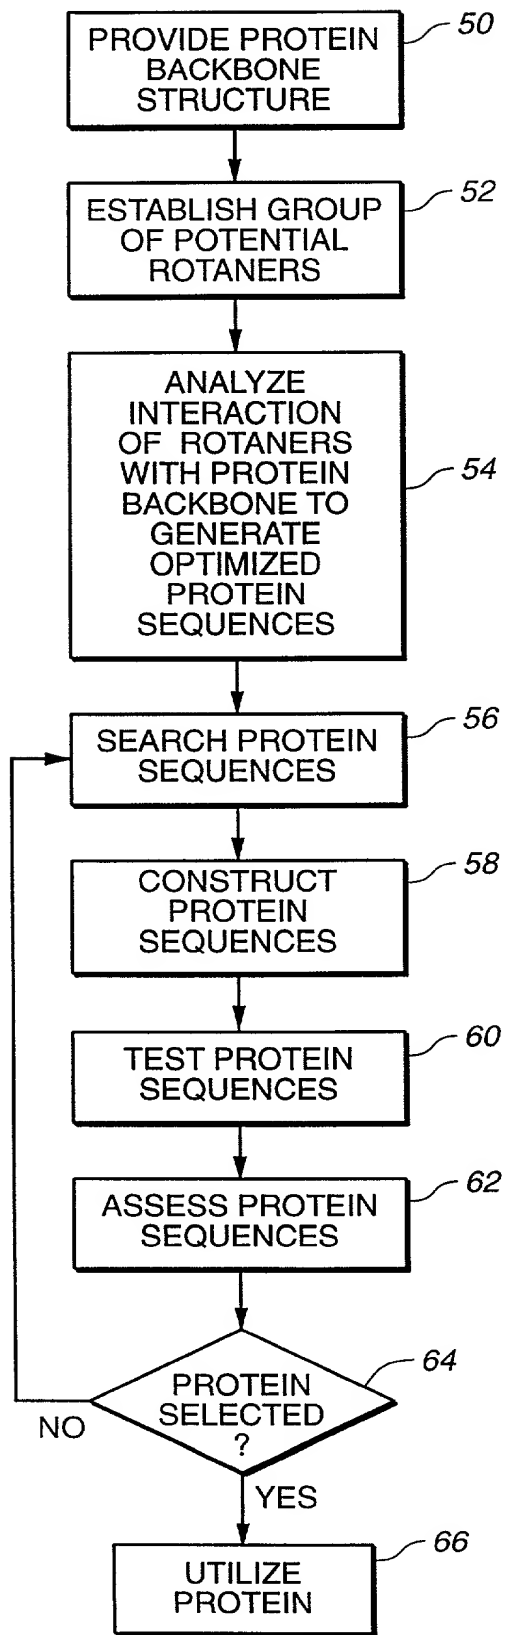 PROVIDE PROTEIN
BACKBONE
STRUCTURE
50
ESTABLISH GROUP
OF POTENTIAL
ROTANERS
52
ANALYZE
INTERACTION
OF ROTANERS
WITH PROTEIN
BACKBONE TO
GENERATE
OPTIMIZED
PROTEIN
SEQUENCES
54
SEARCH PROTEIN
SEQUENCES
56
CONSTRUCT
PROTEIN
SEQUENCES
58
TEST PROTEIN
SEQUENCES
60
ASSESS PROTEIN
SEQUENCES
62
PROTEIN
SELECTED
?
64
NO
YES
UTILIZE
PROTEIN
66